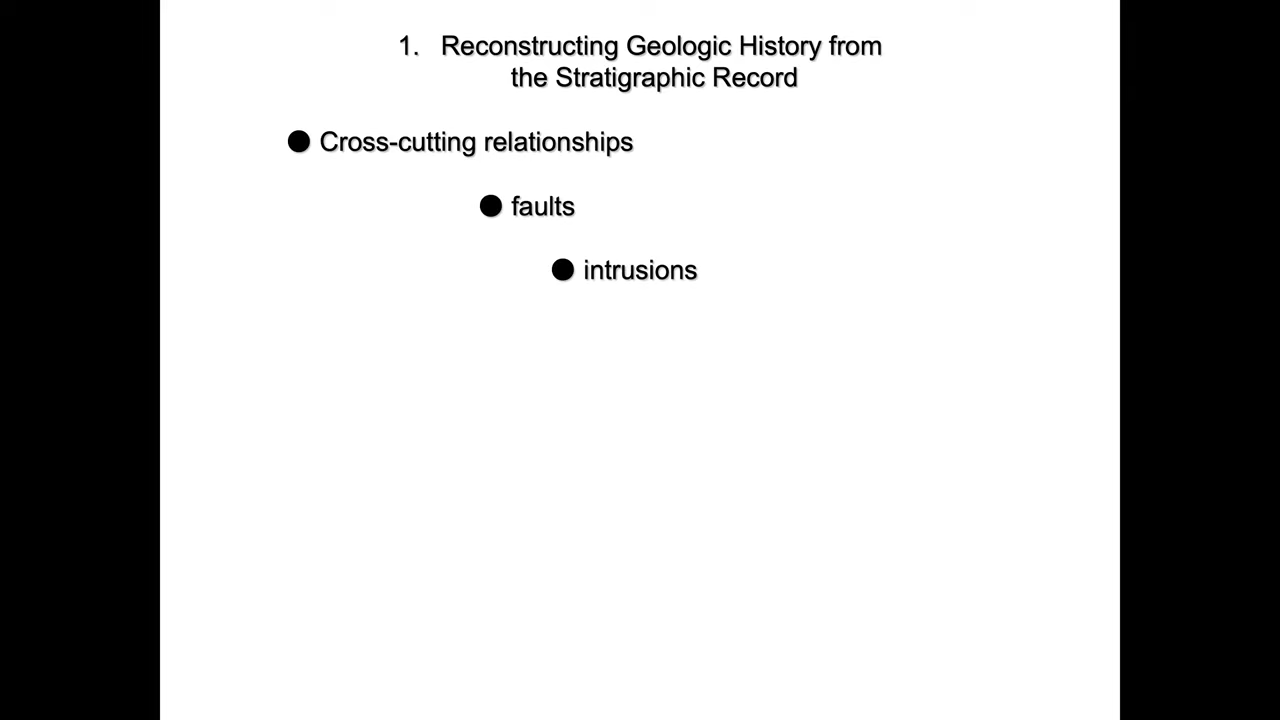 1. Reconstructing Geologic History from
the Stratigraphic Record
● Cross-cutting relationships
● faults
● intrusions